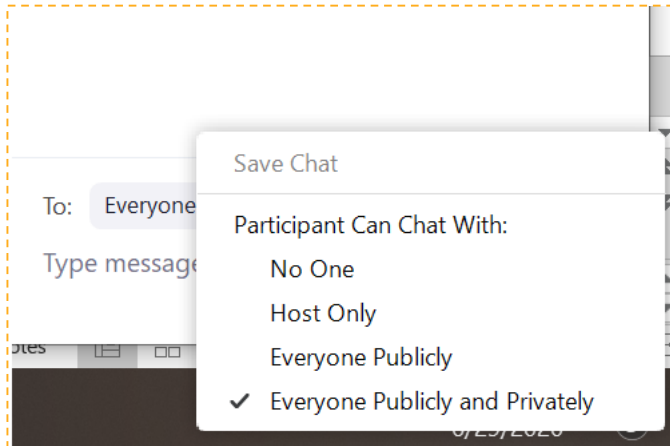 Save Chat
To: Everyone
Participant Can Chat With:
Type message
No One
Host Only
Everyone Publicly
Everyone Publicly and Privately